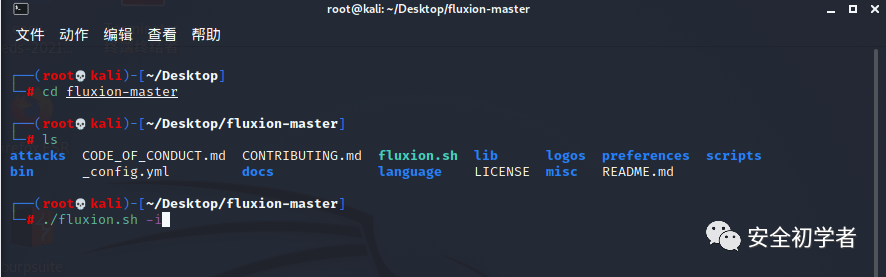 root@kali: ~/Desktop/fluxion-master
文件 动作 编辑 查看 帮助
┌──(root💀kali)-[~/Desktop]
└─# cd fluxion-master
┌──(root💀kali)-[~/Desktop/fluxion-master]
└─# ls
attacks CODE_OF_CONDUCT.md CONTRIBUTING.md fluxion.sh lib logos preferences scripts
bin _config.yml docs language LICENSE misc README.md
┌──(root💀kali)-[~/Desktop/fluxion-master]
└─# ./fluxion.sh -i
安全初学者